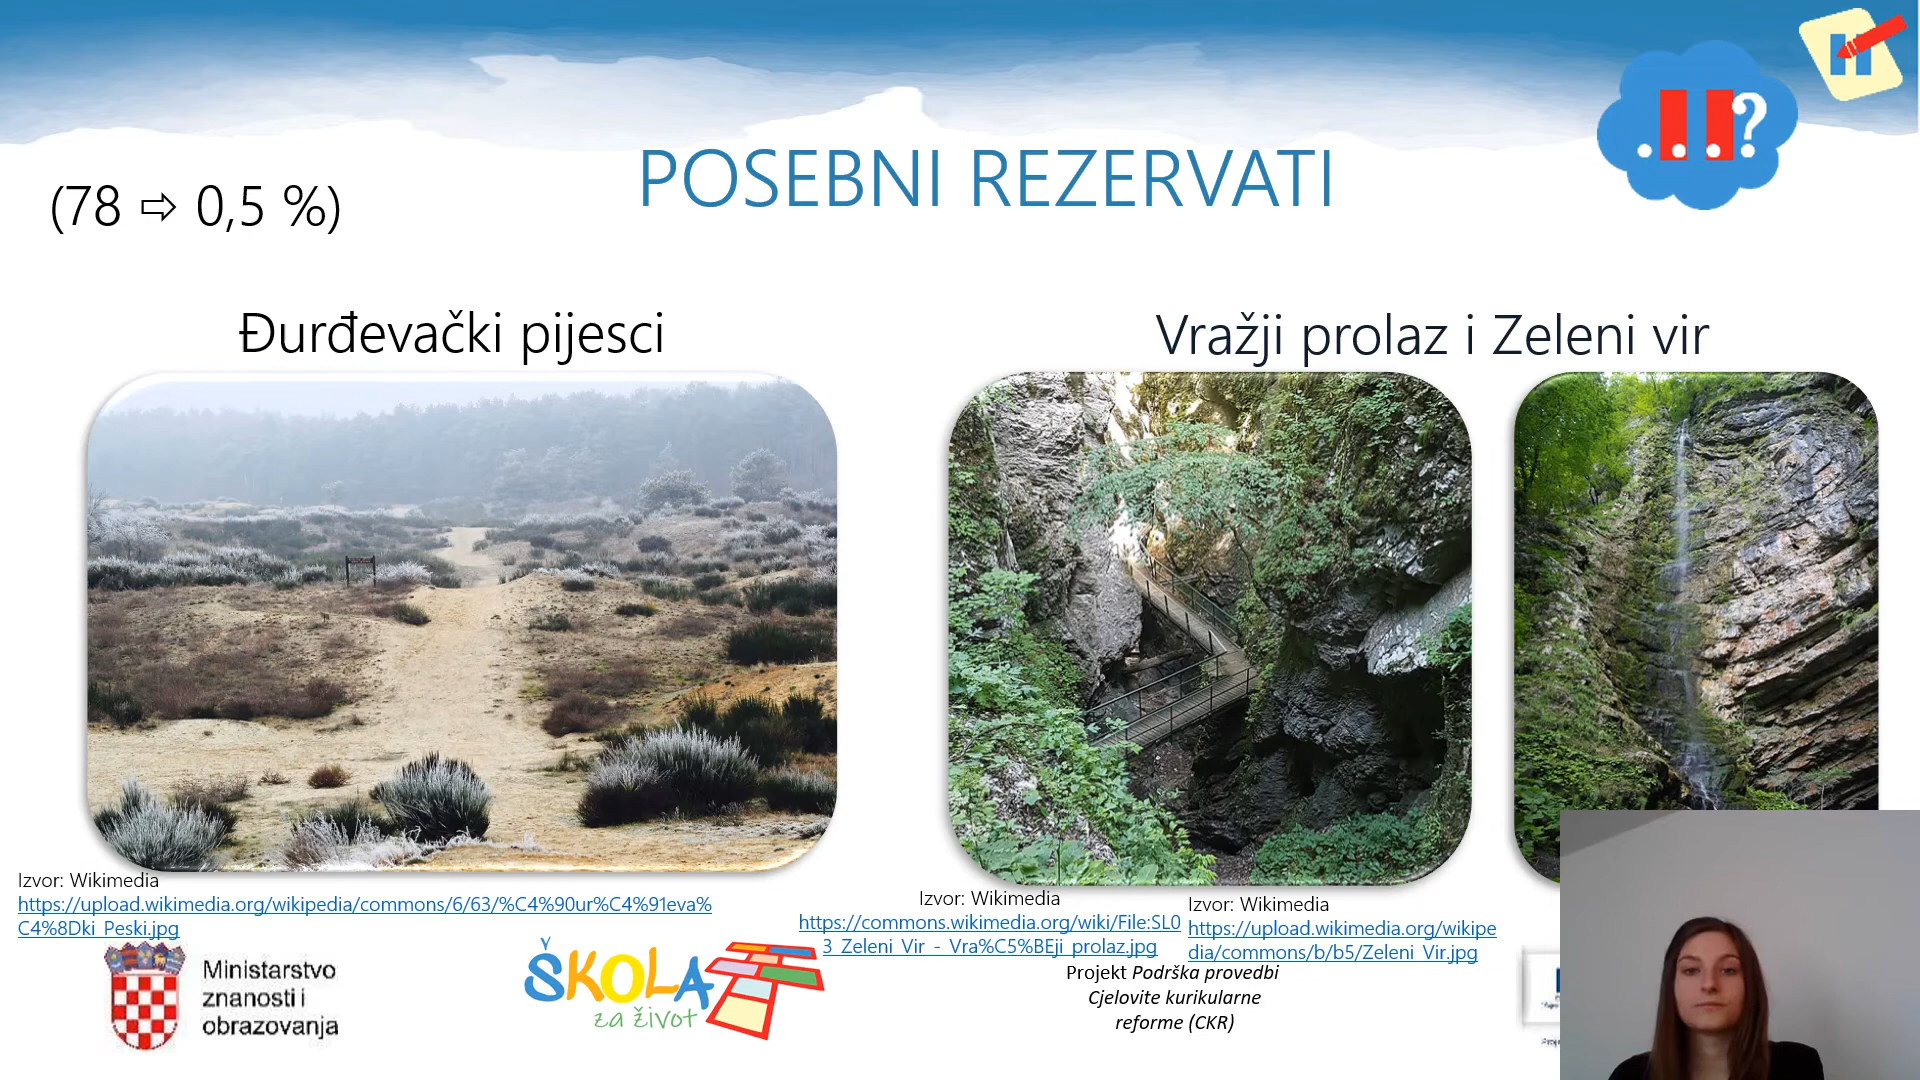 POSEBNI REZERVATI
(78 ⇨ 0,5 %)
Đurđevački pijesci
Vražji prolaz i Zeleni vir
Izvor: Wikimedia
https://upload.wikimedia.org/wikipedia/commons/6/63/%C4%90ur%C4%91eva%
C4%8Dki_Peski.jpg
Izvor: Wikimedia
https://commons.wikimedia.org/wiki/File:SL0
3_Zeleni_Vir_-_Vra%C5%BEji_prolaz.jpg
Izvor: Wikimedia
https://upload.wikimedia.org/wikipe
dia/commons/b/b5/Zeleni_Vir.jpg
Ministarstvo
znanosti i
obrazovanja
ŠKOLA
za život
Projekt Podrška provedbi
Cjelovite kurikularne
reforme (CKR)